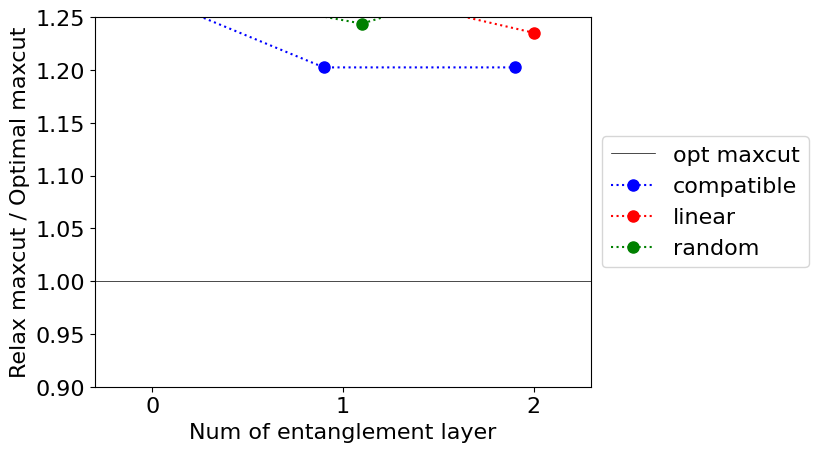 Relax maxcut / Optimal maxcut
1.25
1.20
1.15
1.10
1.05
1.00
0.95
0.90
0
1
2
Num of entanglement layer
opt maxcut
compatible
linear
random